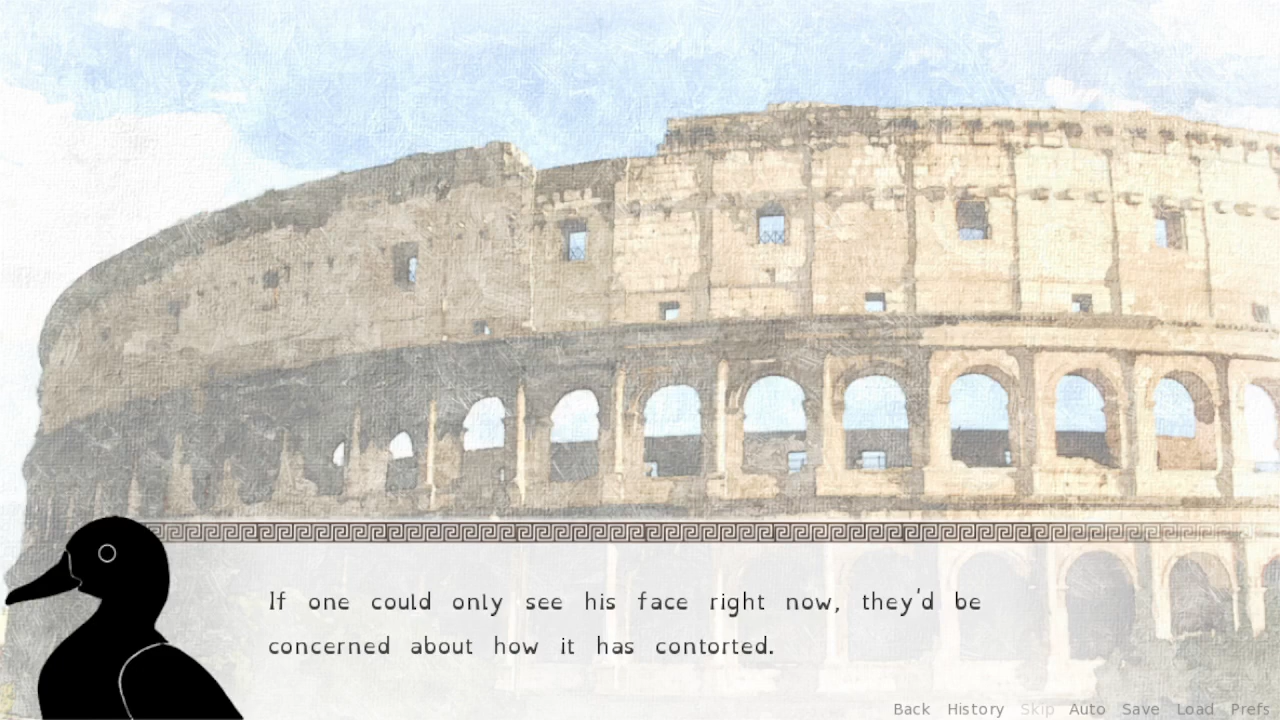 If one could only see his face right now, they'd be
concerned about how it has contorted.
Back History Skip Auto Save Load Prefs